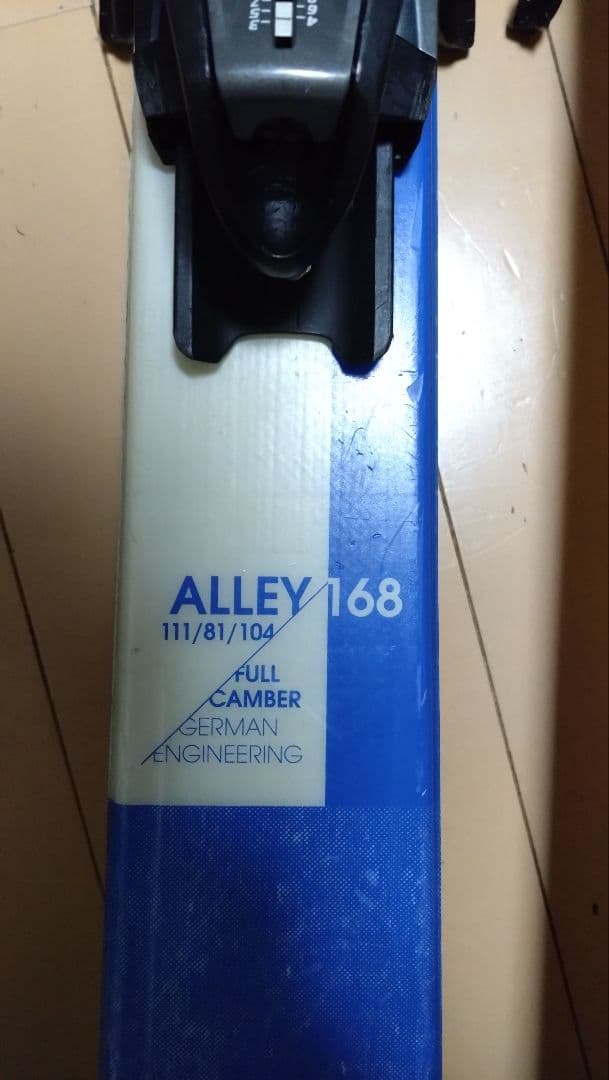 ALLEY 168
111/81/104
FULL
CAMBER
GERMAN
ENGINEERING